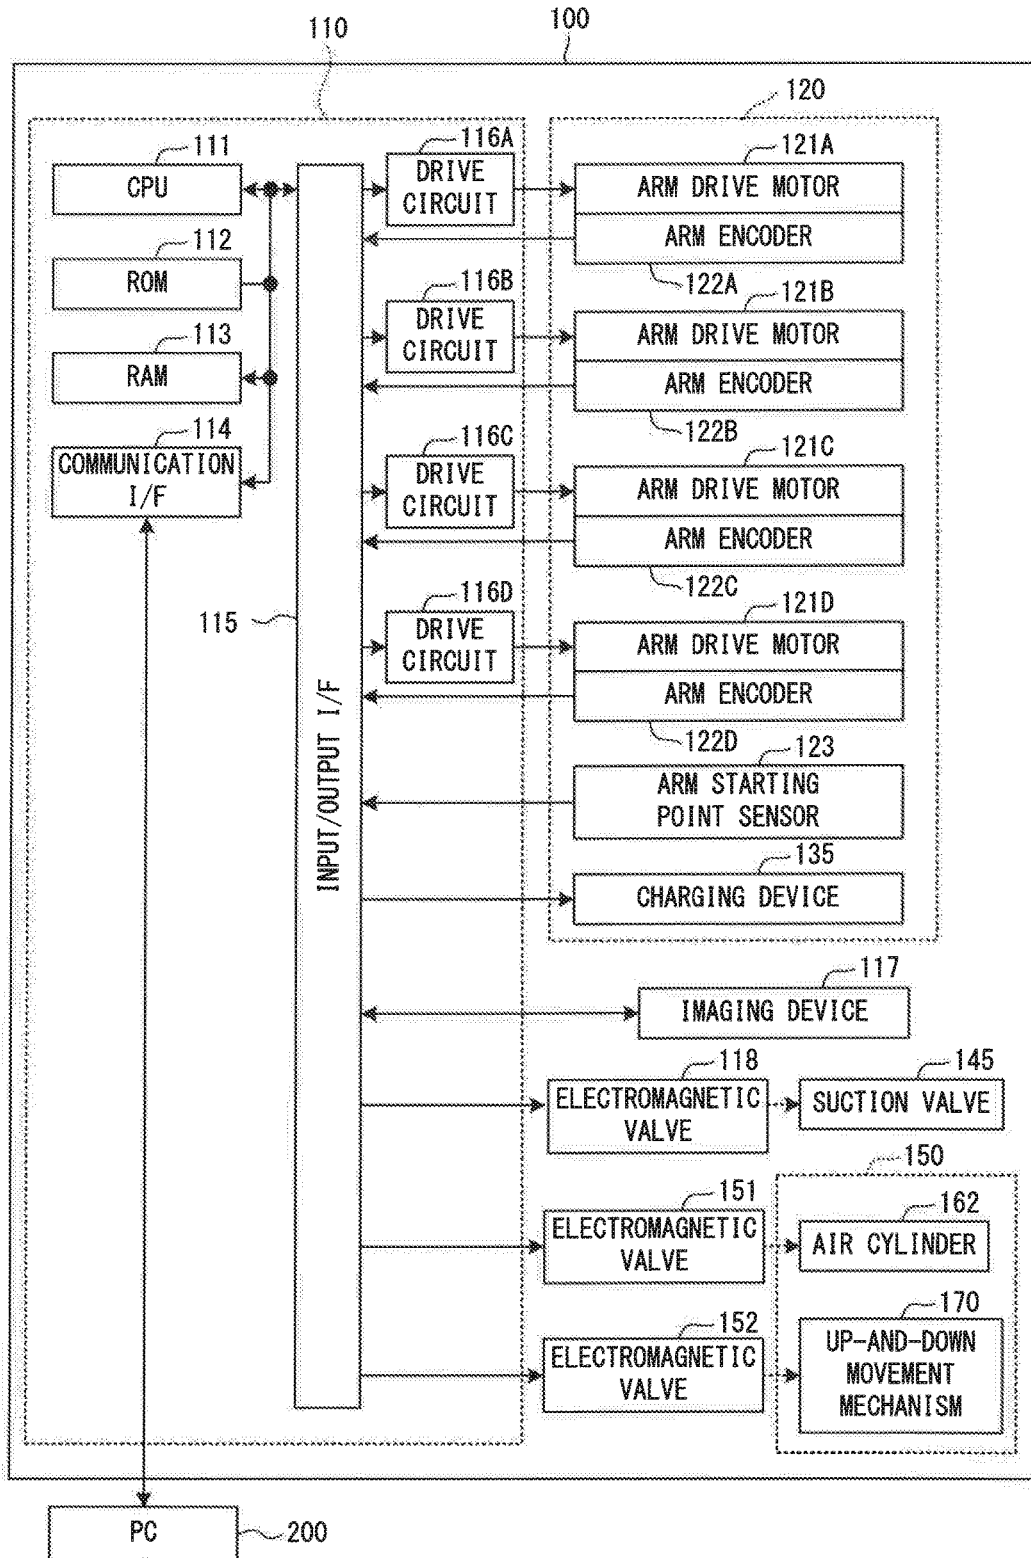 100
110
120
111
CPU
116A
DRIVE
CIRCUIT
121A
ARM DRIVE MOTOR
ARM ENCODER
122A
112
ROM
116B
DRIVE
CIRCUIT
121B
ARM DRIVE MOTOR
ARM ENCODER
122B
113
RAM
114
COMMUNICATION
I/F
116C
DRIVE
CIRCUIT
121C
ARM DRIVE MOTOR
ARM ENCODER
122C
115
INPUT/OUTPUT I/F
116D
DRIVE
CIRCUIT
121D
ARM DRIVE MOTOR
ARM ENCODER
122D
123
ARM STARTING
POINT SENSOR
135
CHARGING DEVICE
117
IMAGING DEVICE
118
ELECTROMAGNETIC
VALVE
145
SUCTION VALVE
150
151
ELECTROMAGNETIC
VALVE
162
AIR CYLINDER
152
ELECTROMAGNETIC
VALVE
170
UP-AND-DOWN
MOVEMENT
MECHANISM
PC
200